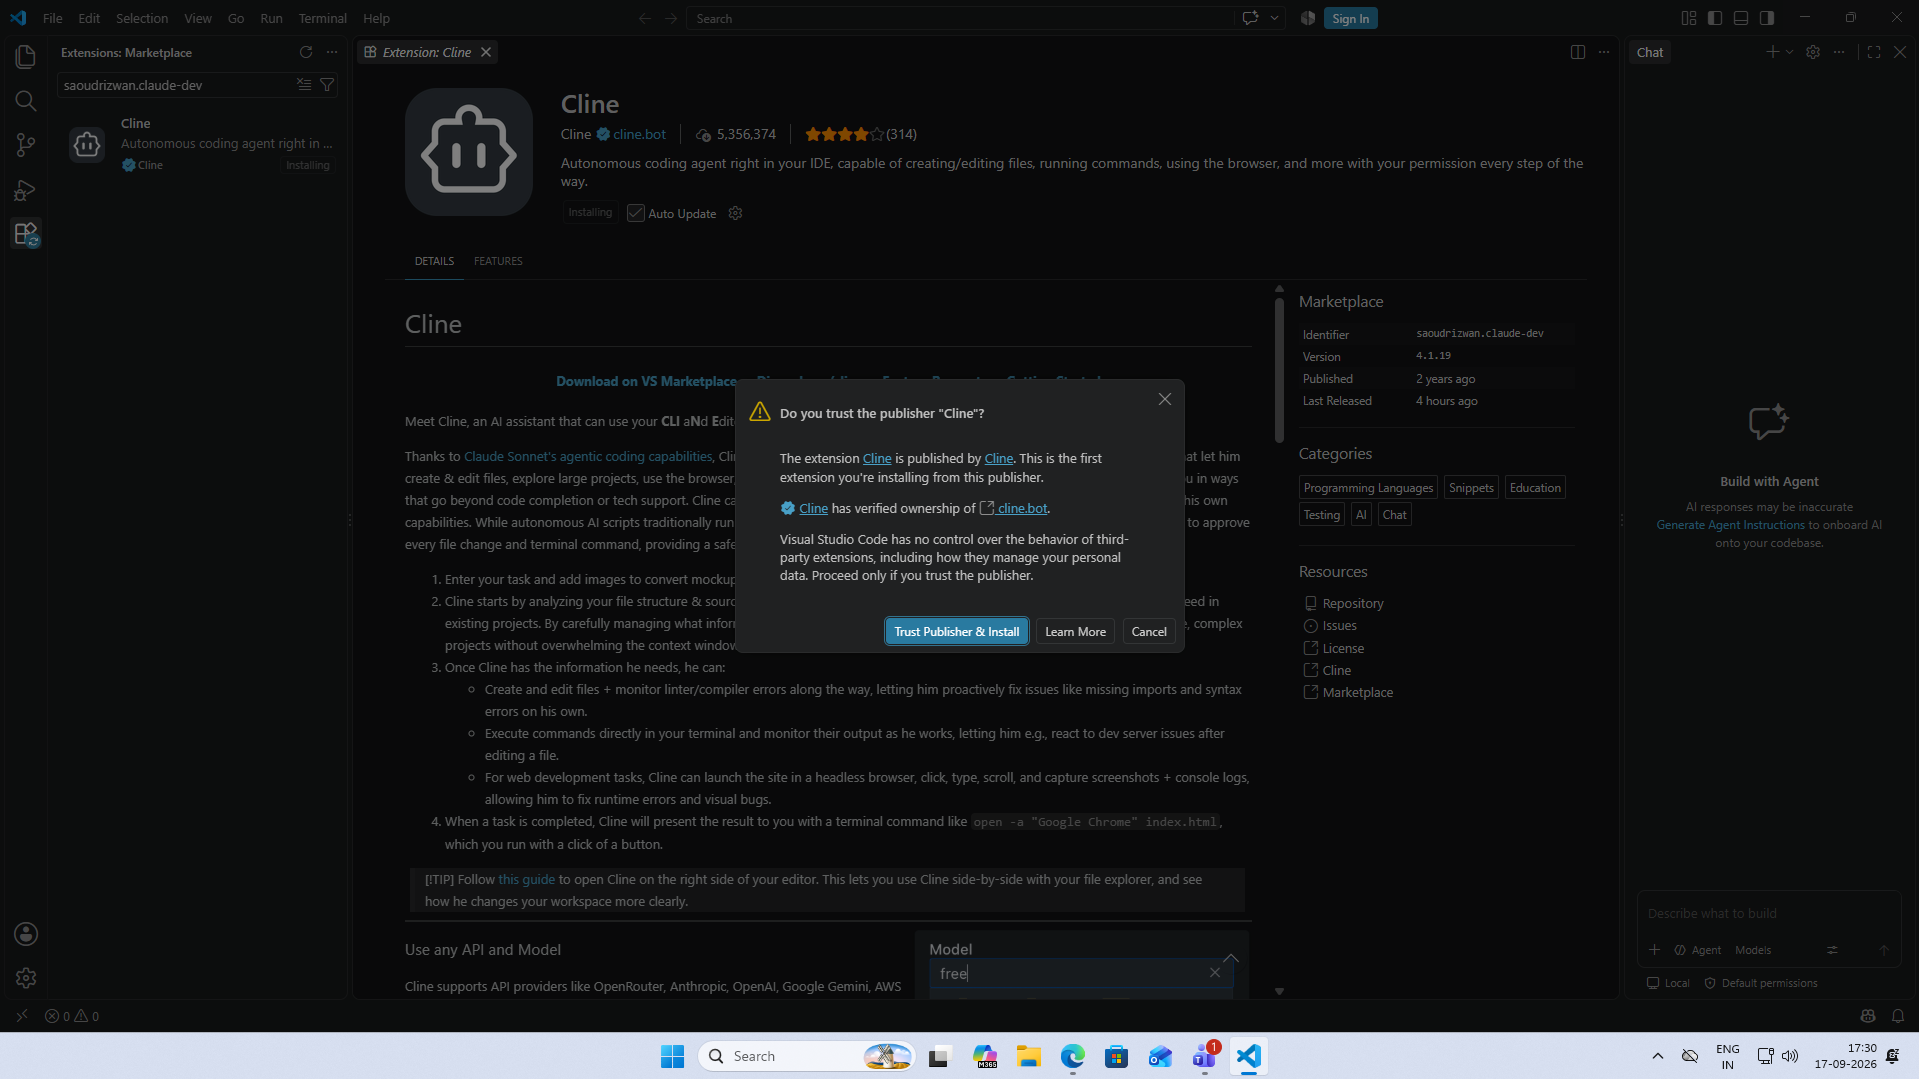 File Edit Selection View Go Run Terminal Help
Search
Sign In
Extensions: Marketplace
saoudrizwan.claude-dev
Cline
Autonomous coding agent right in ...
Cline
Installing
Extension: Cline
Cline
Cline cline.bot 5,356,374 (314)
Autonomous coding agent right in your IDE, capable of creating/editing files, running commands, using the browser, and more with your permission every step of the
way.
Installing Auto Update
DETAILS FEATURES
Cline
Download on VS Marketplace
Meet Cline, an AI assistant that can use your CLI aNd
Thanks to Claude Sonnet's agentic coding capabilities,
create & edit files, explore large projects, use the browser,
that go beyond code completion or tech support. Cline
capabilities. While autonomous AI scripts traditionally run
to approve
every file change and terminal command, providing a
1. Enter your task and add images to convert
2. Cline starts by analyzing your file structure &
in
existing projects. By carefully managing what
complex
projects without overwhelming the context
3. Once Cline has the information he needs, he can:
Create and edit files + monitor linter/compiler errors along the way, letting him proactively fix issues like missing imports and syntax
errors on his own.
Execute commands directly in your terminal and monitor their output as he works, letting him e.g., react to dev server issues after
editing a file.
For web development tasks, Cline can launch the site in a headless browser, click, type, scroll, and capture screenshots + console logs,
allowing him to fix runtime errors and visual bugs.
4. When a task is completed, Cline will present the result to you with a terminal command like open -a "Google Chrome" index.html,
which you run with a click of a button.
[!TIP] Follow this guide to open Cline on the right side of your editor. This lets you use Cline side-by-side with your file explorer, and see
how he changes your workspace more clearly.
Use any API and Model
Cline supports API providers like OpenRouter, Anthropic, OpenAI, Google Gemini, AWS
Model
free
Do you trust the publisher "Cline"?
The extension Cline is published by Cline. This is the first
extension you're installing from this publisher.
Cline has verified ownership of cline.bot.
Visual Studio Code has no control over the behavior of third-
party extensions, including how they manage your personal
data. Proceed only if you trust the publisher.
Trust Publisher & Install Learn More Cancel
Marketplace
Identifier saoudrizwan.claude-dev
Version 4.1.19
Published 2 years ago
Last Released 4 hours ago
Categories
Programming Languages Snippets Education
Testing AI Chat
Resources
Repository
Issues
License
Cline
Marketplace
Chat
Build with Agent
AI responses may be inaccurate
Generate Agent Instructions to onboard AI
onto your codebase.
Describe what to build
Agent Models
Local Default permissions
0 0
Search
M365
1
ENG
IN
17:30
17-09-2026